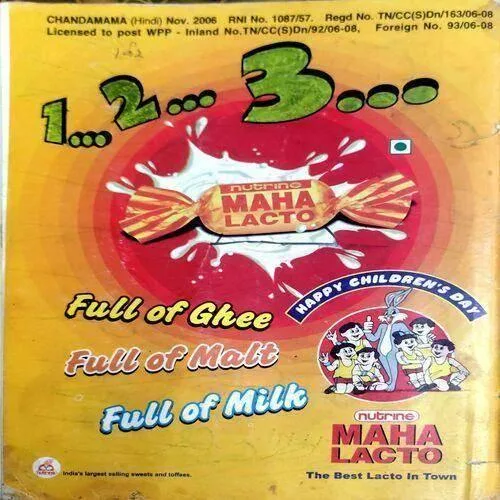 CHANDAMAMA (Hindi) Nov. 2006 RNI No. 1087/57. Regd No. TN/CC(S)Dn/163/06-08
Licensed to post WPP - Inland No.TN/CC(S)Dn/92/06-08, Foreign No. 93/06-08
1... 2... 3...
nutrine
MAHA
LACTO
Full of Ghee
Full of Malt
Full of Milk
HAPPY CHILDREN'S DAY
nutrine
MAHA
LACTO
The Best Lacto In Town
nutrine
India's largest selling sweets and toffees.